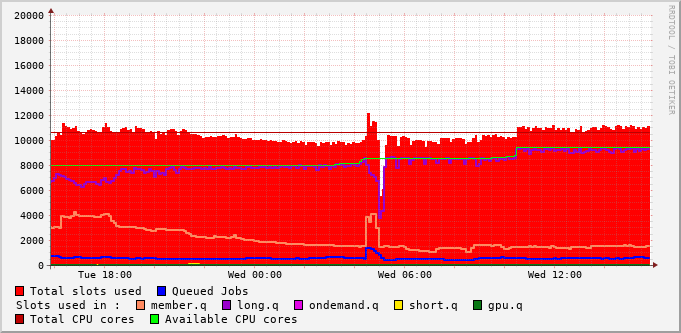 20000
18000
16000
14000
12000
10000
8000
6000
4000
2000
0
Tue 18:00 Wed 00:00 Wed 06:00 Wed 12:00
Total slots used Queued Jobs
Slots used in : member.q long.q ondemand.q short.q gpu.q
Total CPU cores Available CPU cores
RRDTOOL / TOBI OETIKER